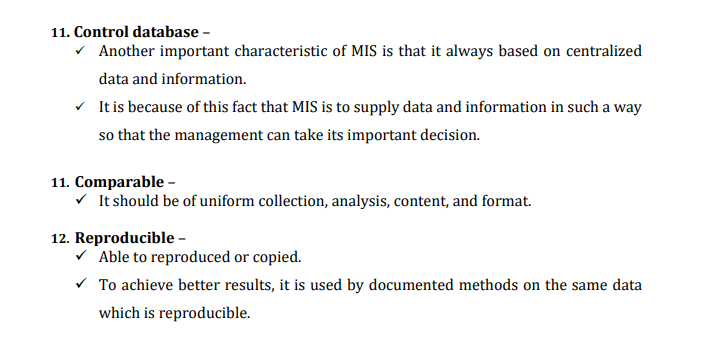 11. Control database –
✓ Another important characteristic of MIS is that it always based on centralized
data and information.
✓ It is because of this fact that MIS is to supply data and information in such a way
so that the management can take its important decision.
11. Comparable –
✓ It should be of uniform collection, analysis, content, and format.
12. Reproducible –
✓ Able to reproduced or copied.
✓ To achieve better results, it is used by documented methods on the same data
which is reproducible.